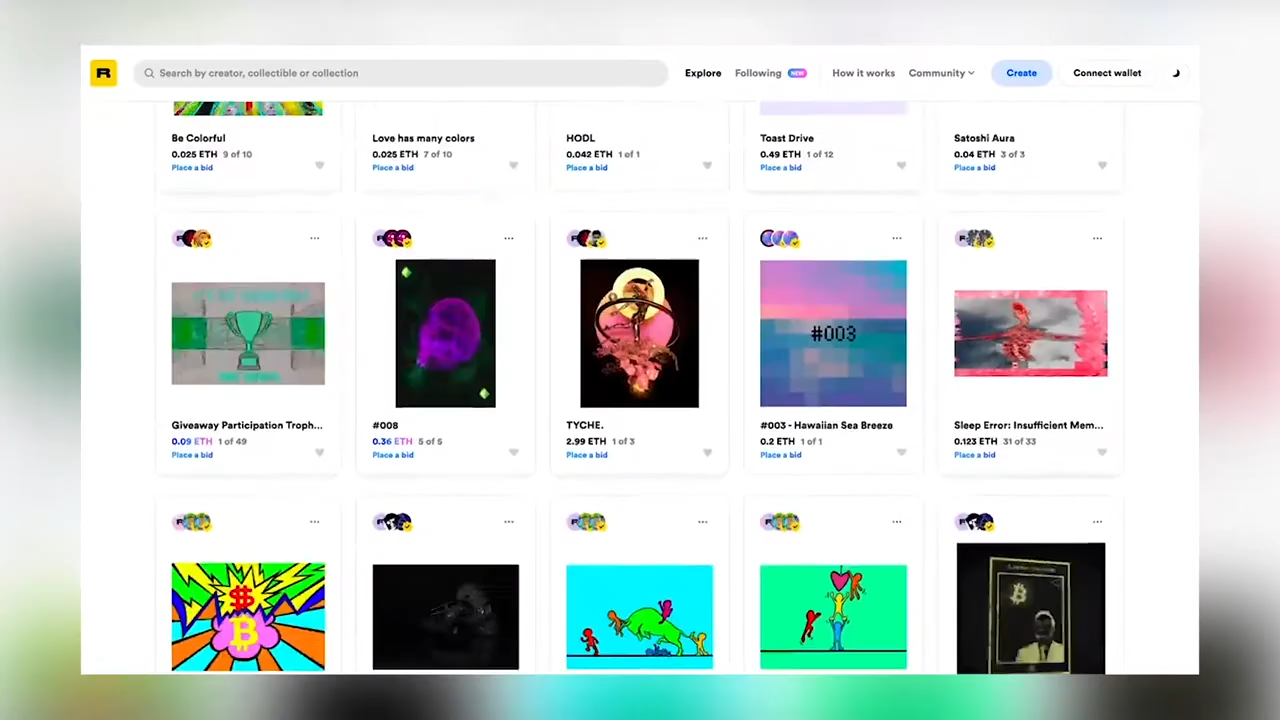 R
Search by creator, collectible or collection
Explore
Following NEW
How it works
Community
Create
Connect wallet
Be Colorful
0.025 ETH 9 of 10
Place a bid
Love has many colors
0.025 ETH 7 of 10
Place a bid
HODL
0.042 ETH 1 of 1
Place a bid
Toast Drive
0.49 ETH 1 of 12
Place a bid
Satoshi Aura
0.04 ETH 3 of 3
Place a bid
#003
Giveaway Participation Troph...
0.09 ETH 1 of 49
Place a bid
#008
0.36 ETH 5 of 5
Place a bid
TYCHE.
2.99 ETH 1 of 3
Place a bid
#003 - Hawaiian Sea Breeze
0.2 ETH 1 of 1
Place a bid
Sleep Error: Insufficient Mem...
0.123 ETH 31 of 33
Place a bid